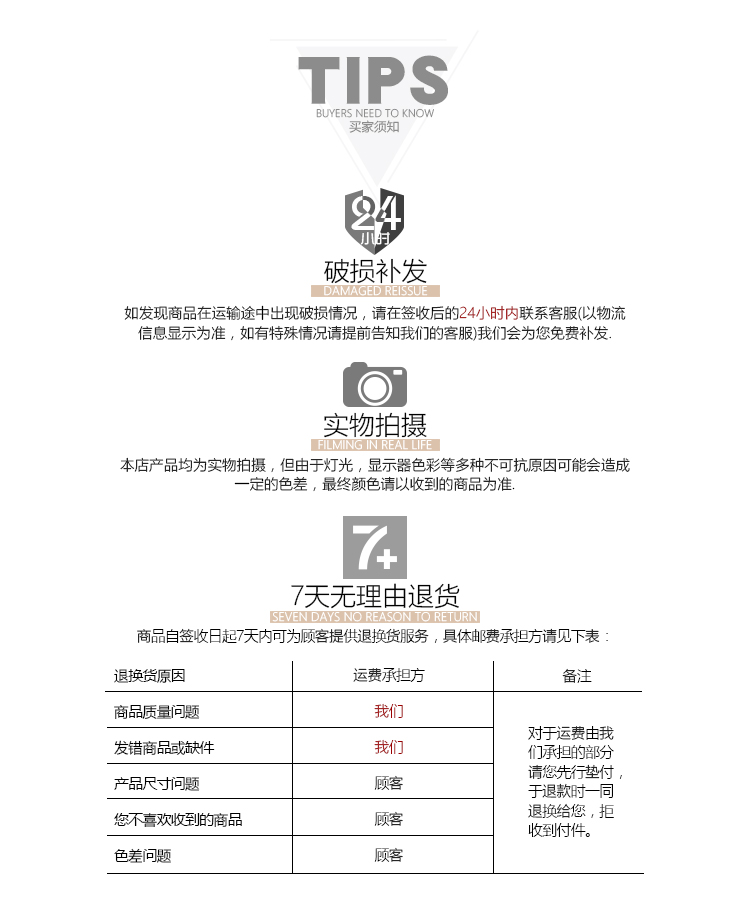 TIPS
BUYERS NEED TO KNOW
买家须知
24
小时
破损补发
DAMAGED REISSUE
如发现商品在运输途中出现破损情况，请在签收后的24小时内联系客服(以物流
信息显示为准，如有特殊情况请提前告知我们的客服)我们会为您免费补发.
实物拍摄
FILMING IN REAL LIFE
本店产品均为实物拍摄，但由于灯光，显示器色彩等多种不可抗原因可能会造成
一定的色差，最终颜色请以收到的商品为准.
7+
7天无理由退货
SEVEN DAYS NO REASON TO RETURN
商品自签收日起7天内可为顾客提供退换货服务，具体邮费承担方请见下表：
退换货原因 运费承担方 备注
商品质量问题 我们
发错商品或缺件 我们
产品尺寸问题 顾客
您不喜欢收到的商品 顾客
色差问题 顾客
对于运费由我
们承担的部分
请您先行垫付，
于退款时一同
退换给您，拒
收到付件。